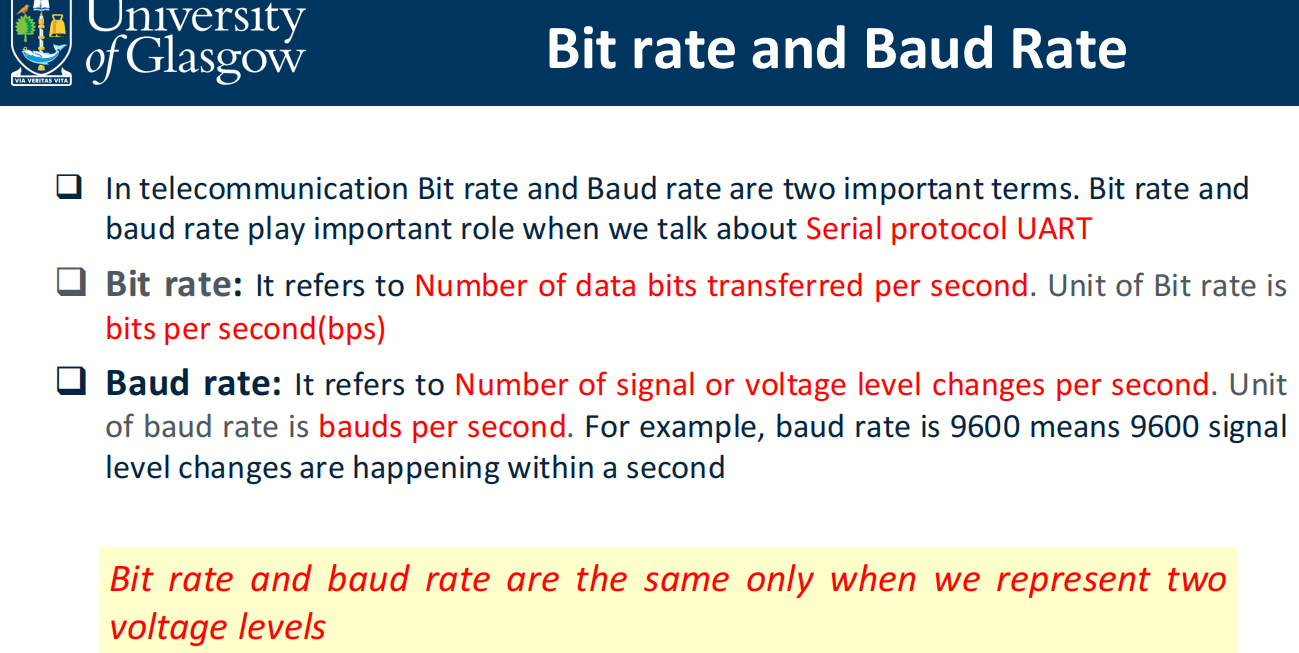 University
of Glasgow
VIA VERITAS VITA
Bit rate and Baud Rate
In telecommunication Bit rate and Baud rate are two important terms. Bit rate and
baud rate play important role when we talk about Serial protocol UART
Bit rate: It refers to Number of data bits transferred per second. Unit of Bit rate is
bits per second(bps)
Baud rate: It refers to Number of signal or voltage level changes per second. Unit
of baud rate is bauds per second. For example, baud rate is 9600 means 9600 signal
level changes are happening within a second
Bit rate and baud rate are the same only when we represent two
voltage levels